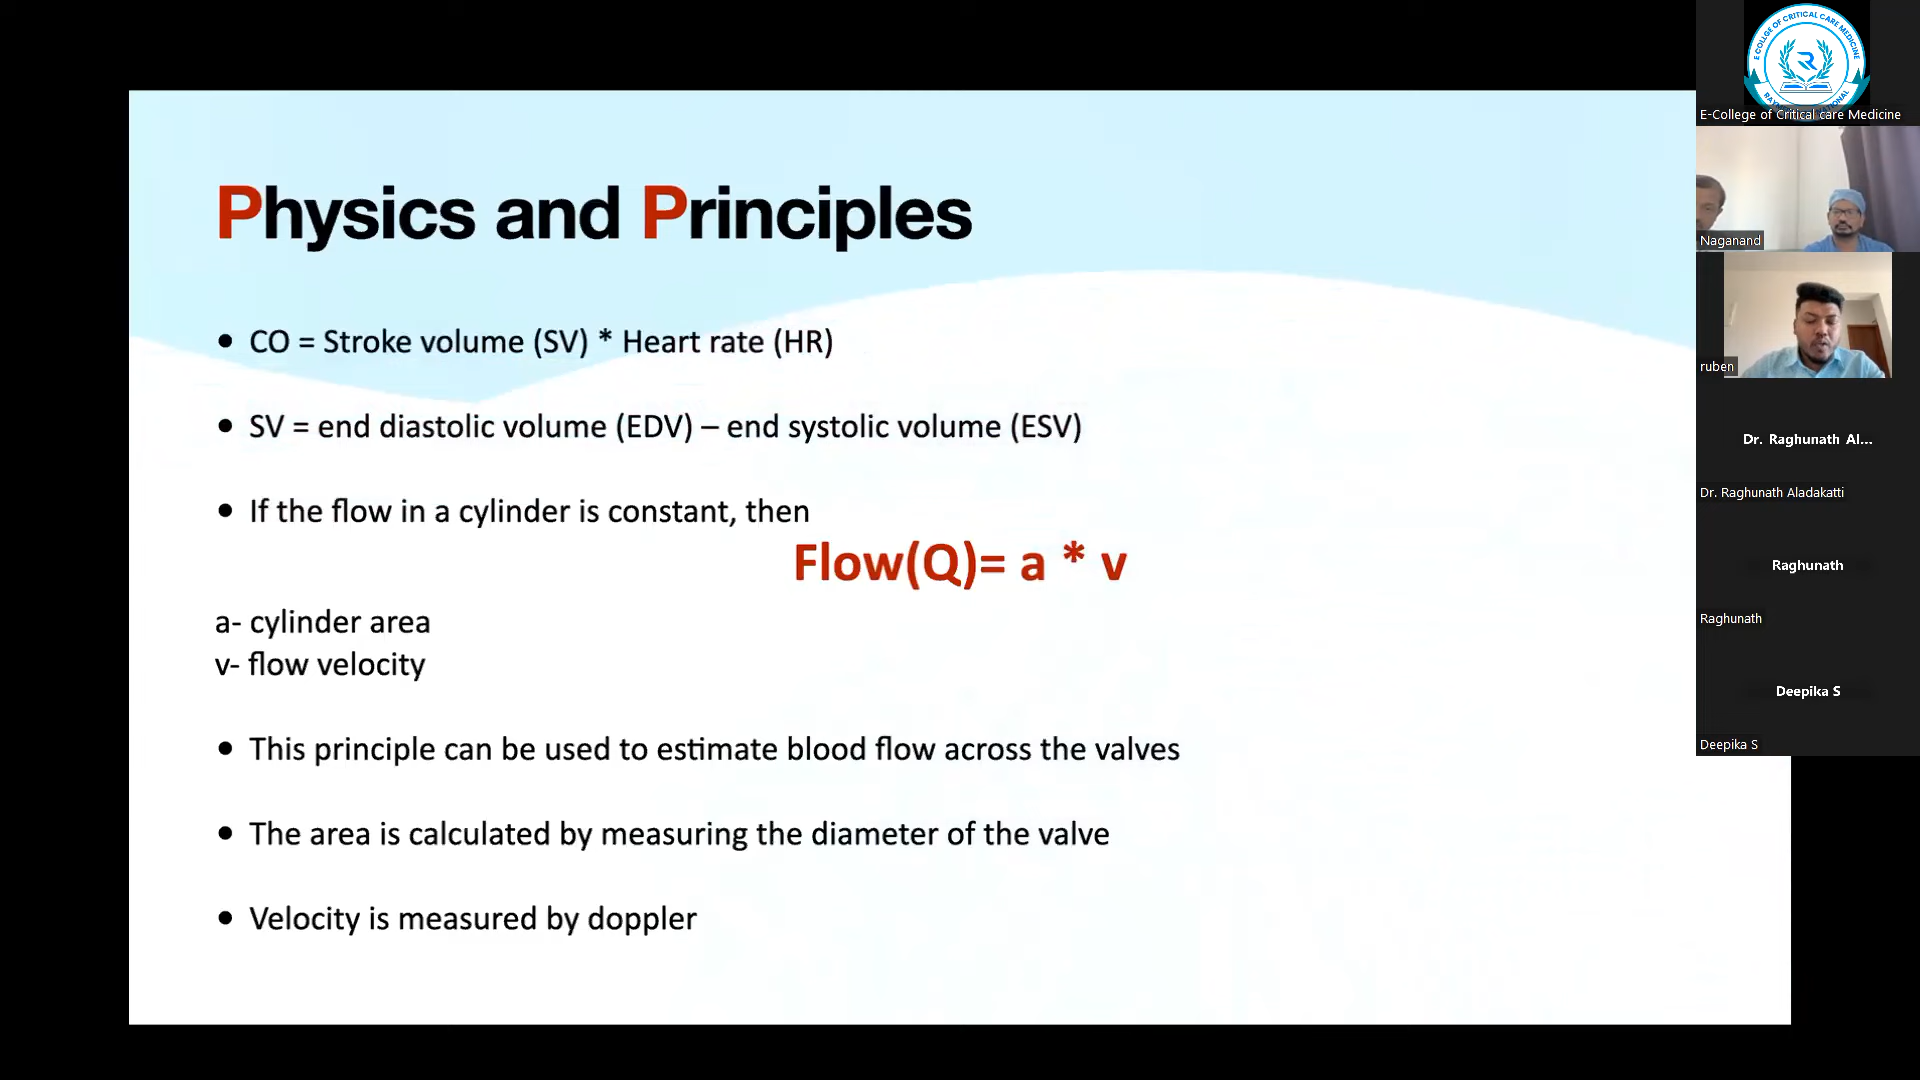 Physics and Principles
• CO = Stroke volume (SV) * Heart rate (HR)
• SV = end diastolic volume (EDV) – end systolic volume (ESV)
• If the flow in a cylinder is constant, then
Flow(Q)= a * v
a- cylinder area
v- flow velocity
• This principle can be used to estimate blood flow across the valves
• The area is calculated by measuring the diameter of the valve
• Velocity is measured by doppler
E-College of Critical care Medicine
Naganand
ruben
Dr. Raghunath Al...
Dr. Raghunath Aladakatti
Raghunath
Raghunath
Deepika S
Deepika S